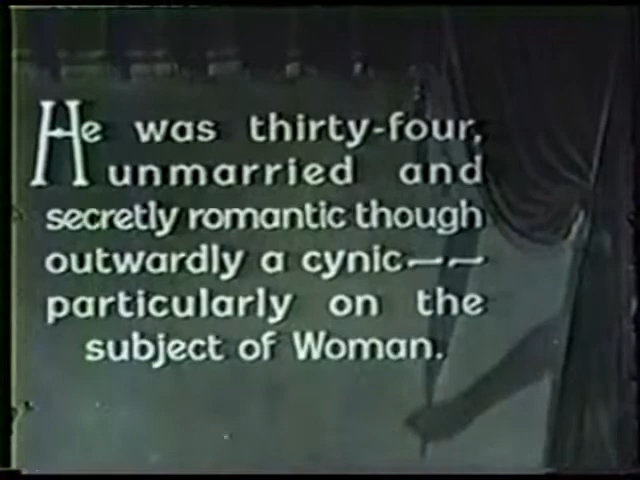 He was thirty-four,
unmarried and
secretly romantic though
outwardly a cynic——
particularly on the
subject of Woman.